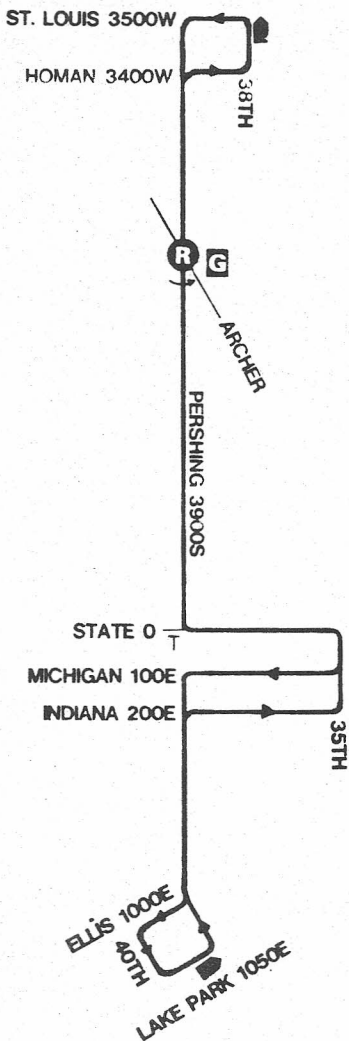 ST. LOUIS 3500W
HOMAN 3400W
38TH
R
G
ARCHER
PERSHING 3900S
STATE 0
T
MICHIGAN 100E
INDIANA 200E
35TH
ELLIS 1000E
40TH
LAKE PARK 1050E